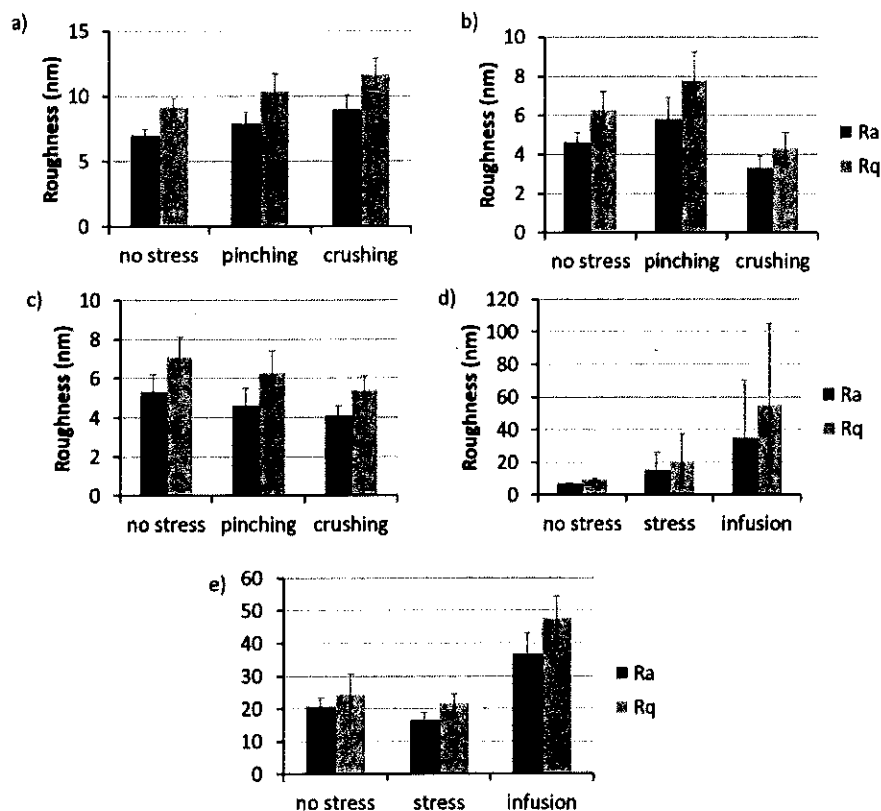 a)
Roughness (nm)
15
10
5
0
no stress pinching crushing
b)
Roughness (nm)
10
8
6
4
2
0
no stress pinching crushing
Ra
Rq
c)
Roughness (nm)
10
8
6
4
2
0
no stress pinching crushing
d)
Roughness (nm)
120
100
80
60
40
20
0
no stress stress infusion
Ra
Rq
e)
60
50
40
30
20
10
0
no stress stress infusion
Ra
Rq